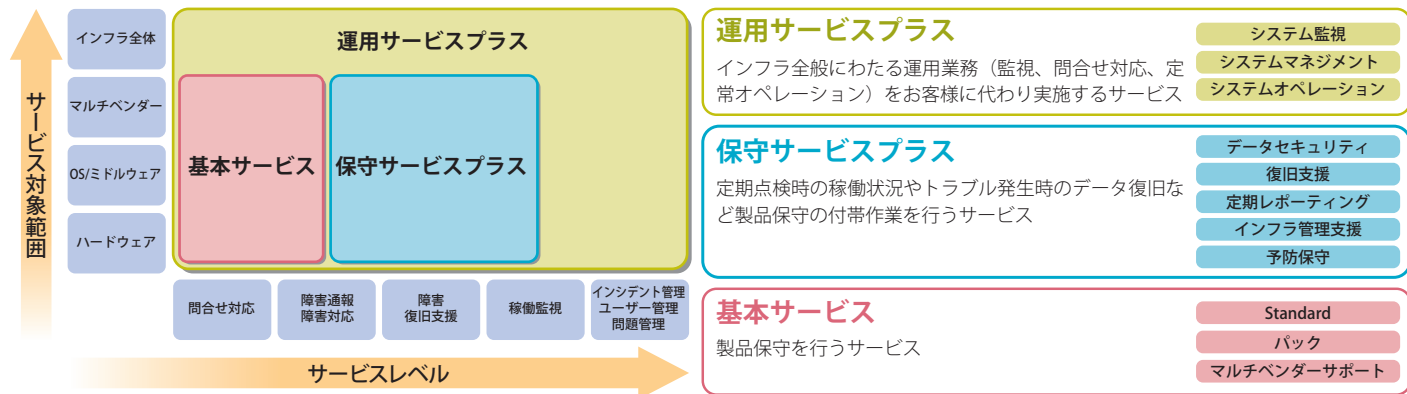 サービス対象範囲
インフラ全体
マルチベンダー
OS/ミドルウェア
ハードウェア
運用サービスプラス
基本サービス
保守サービスプラス
問合せ対応
障害通報
障害対応
障害
復旧支援
稼働監視
インシデント管理
ユーザー管理
問題管理
サービスレベル
運用サービスプラス
インフラ全般にわたる運用業務（監視、問合せ対応、定
常オペレーション）をお客様に代わり実施するサービス
システム監視
システムマネジメント
システムオペレーション
保守サービスプラス
定期点検時の稼働状況やトラブル発生時のデータ復旧な
ど製品保守の付帯作業を行うサービス
データセキュリティ
復旧支援
定期レポーティング
インフラ管理支援
予防保守
基本サービス
製品保守を行うサービス
Standard
パック
マルチベンダーサポート